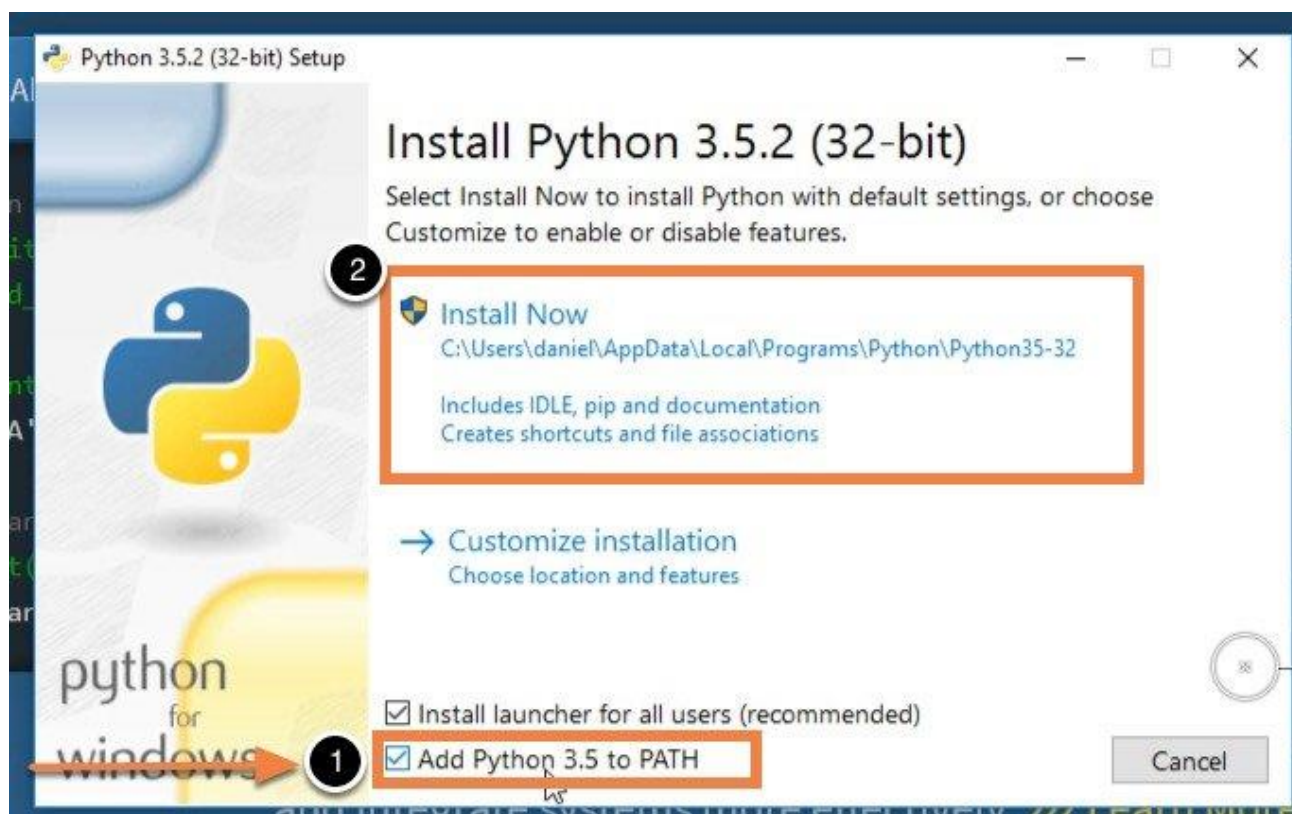 Python 3.5.2 (32-bit) Setup
Install Python 3.5.2 (32-bit)
Select Install Now to install Python with default settings, or choose
Customize to enable or disable features.
2
Install Now
C:\Users\daniel\AppData\Local\Programs\Python\Python35-32
Includes IDLE, pip and documentation
Creates shortcuts and file associations
Customize installation
Choose location and features
python
for
windows
Install launcher for all users (recommended)
1
Add Python 3.5 to PATH
Cancel